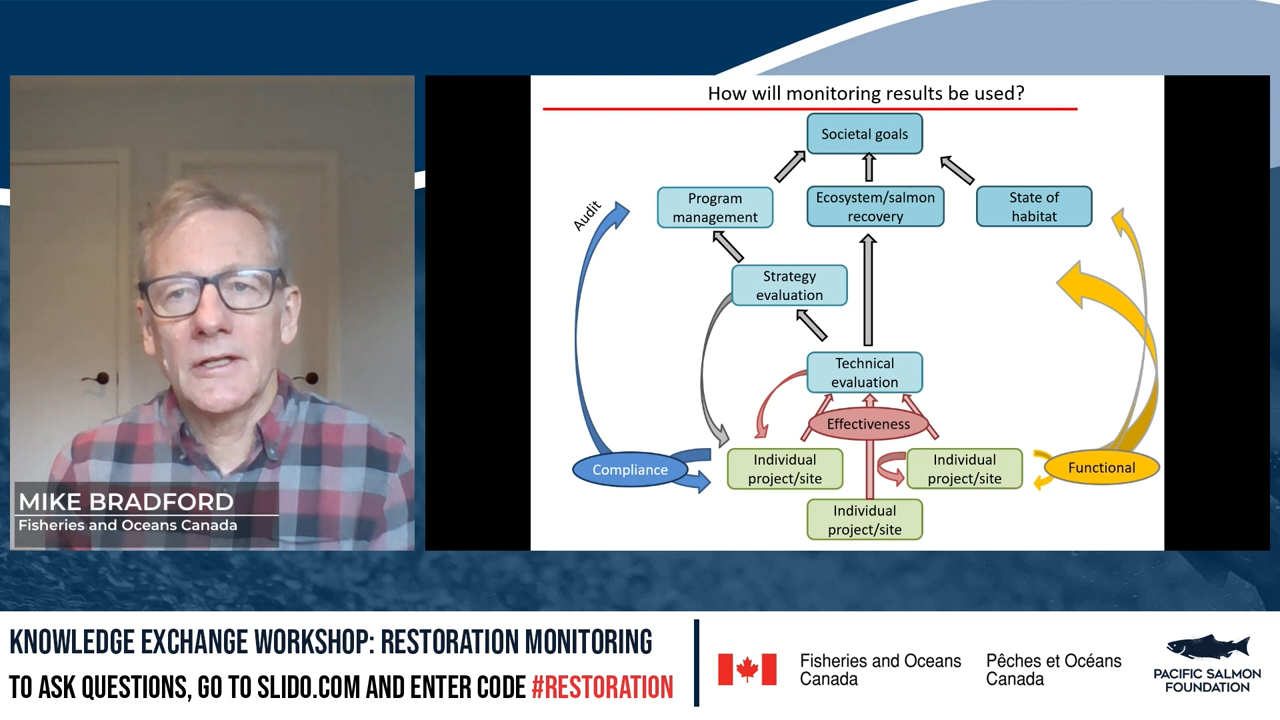 How will monitoring results be used?
Societal goals
Audit
Program
management
Ecosystem/salmon
recovery
State of
habitat
Strategy
evaluation
Technical
evaluation
Effectiveness
Compliance
Individual
project/site
Individual
project/site
Functional
Individual
project/site
MIKE BRADFORD
Fisheries and Oceans Canada
KNOWLEDGE EXCHANGE WORKSHOP: RESTORATION MONITORING
TO ASK QUESTIONS, GO TO SLIDO.COM AND ENTER CODE #RESTORATION
Fisheries and Oceans
Canada
Pêches et Océans
Canada
PACIFIC SALMON
FOUNDATION